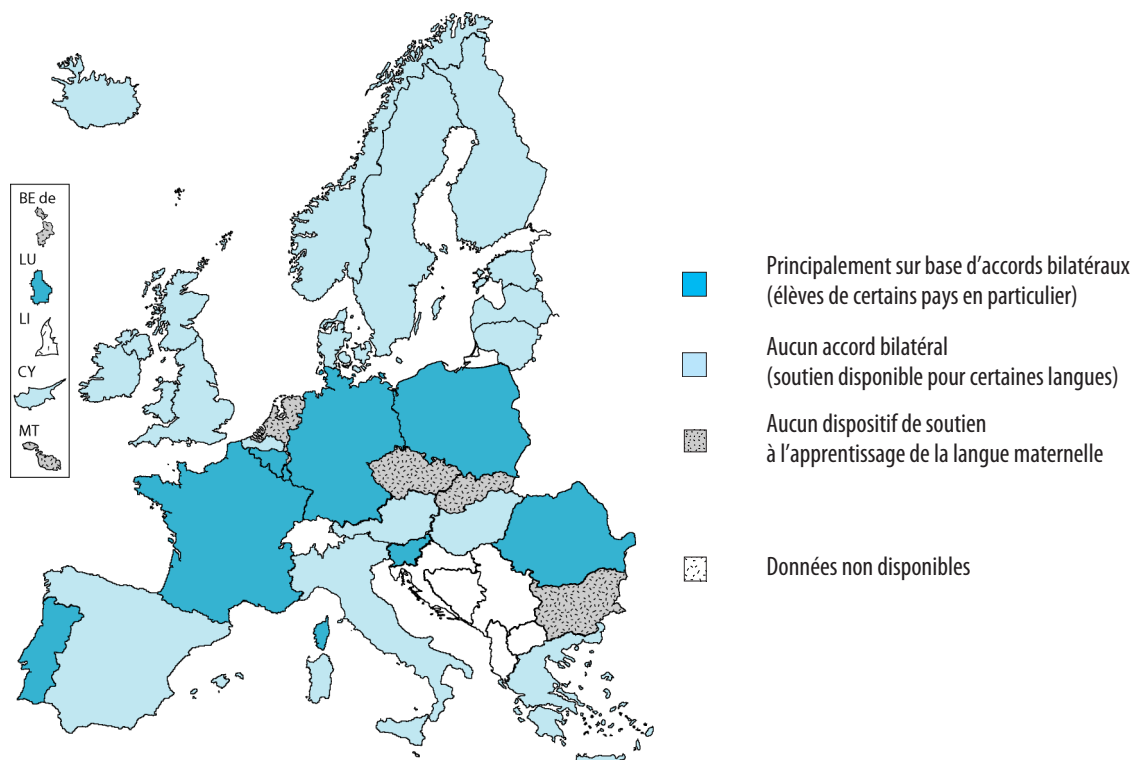 BE de
LU
LI
CY
MT
Principalement sur base d’accords bilatéraux
(élèves de certains pays en particulier)
Aucun accord bilatéral
(soutien disponible pour certaines langues)
Aucun dispositif de soutien
à l’apprentissage de la langue maternelle
Données non disponibles